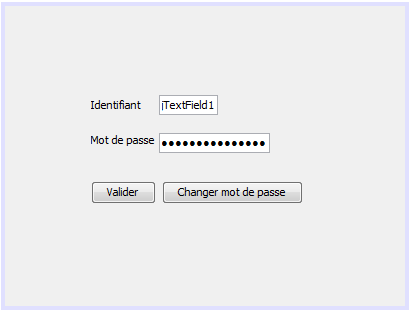 Identifiant jTextField1
Mot de passe •••••••••••••••
Valider Changer mot de passe